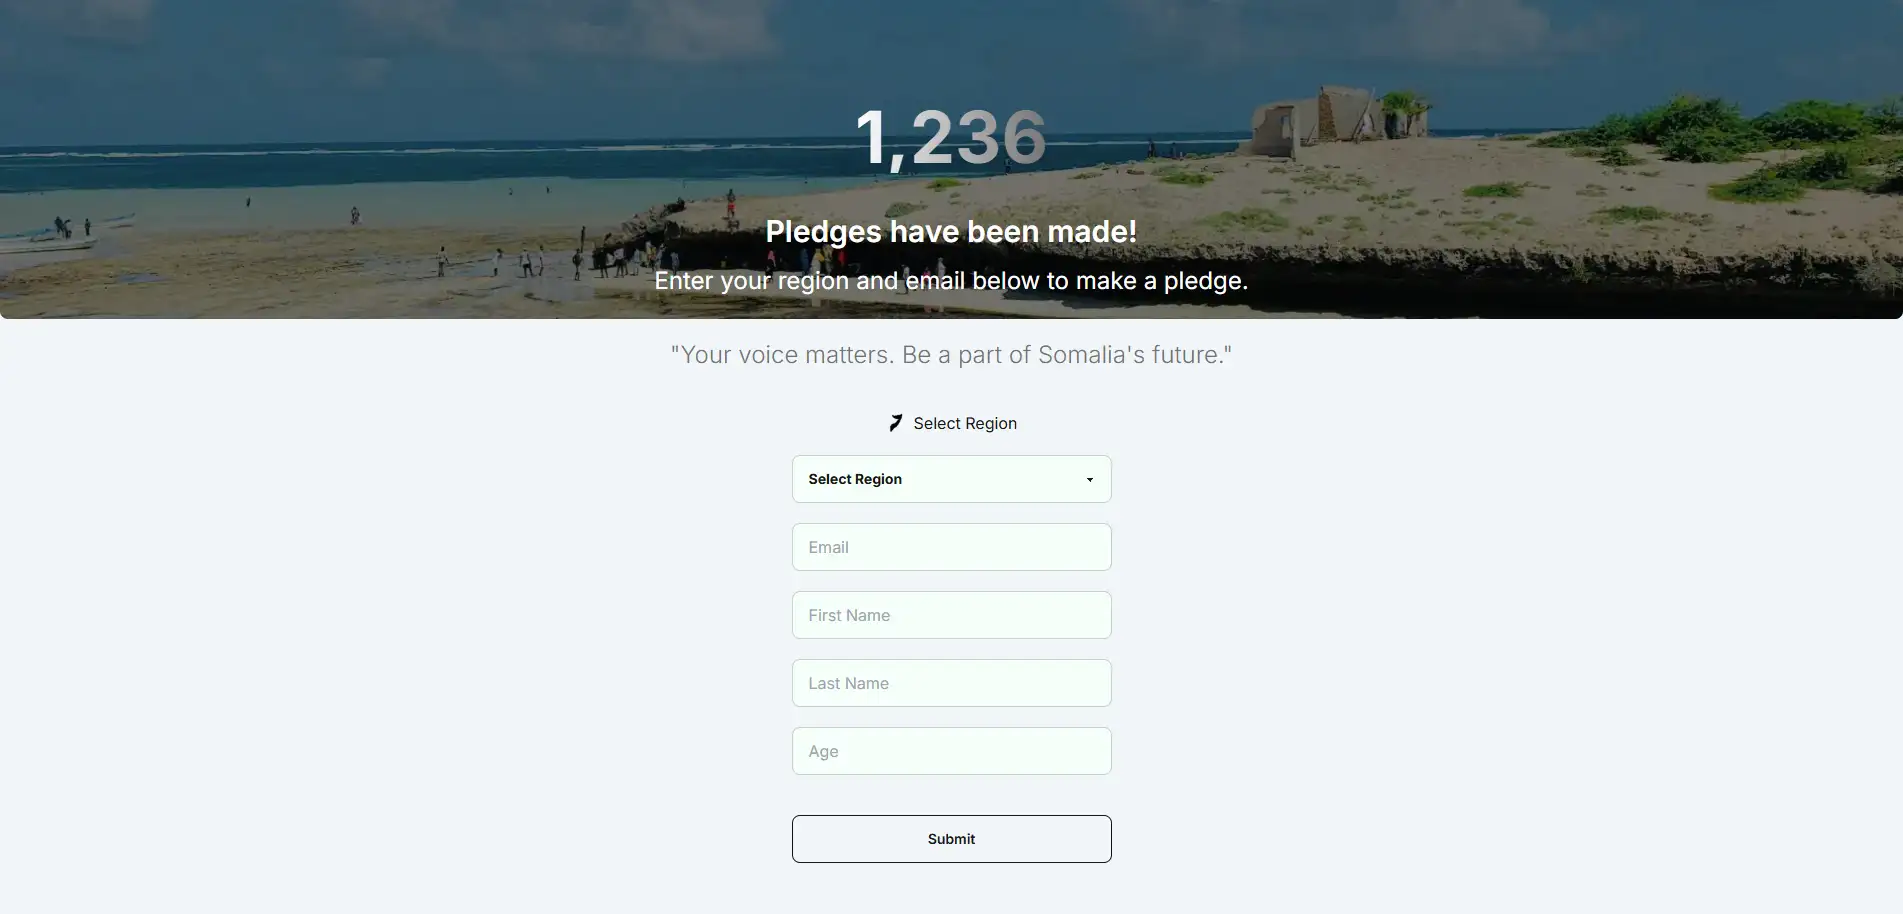 1,236
Pledges have been made!
Enter your region and email below to make a pledge.
"Your voice matters. Be a part of Somalia's future."
Select Region
Select Region
Email
First Name
Last Name
Age
Submit